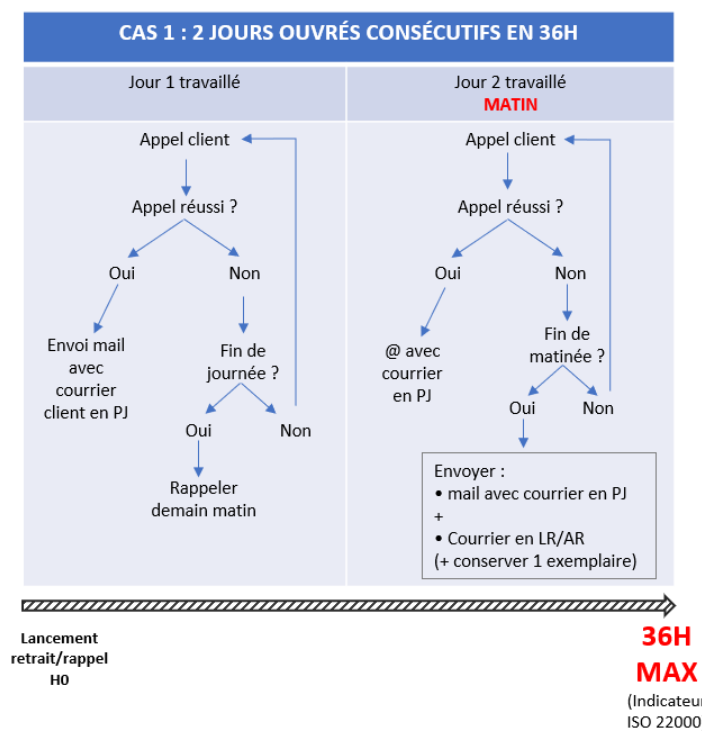 CAS 1 : 2 JOURS OUVRÉS CONSÉCUTIFS EN 36H
Jour 1 travaillé
Appel client
Appel réussi ?
Oui
Non
Envoi mail
avec
courrier
client en PJ
Fin de
journée ?
Oui
Non
Rappeler
demain matin
Jour 2 travaillé
MATIN
Appel client
Appel réussi ?
Oui
Non
@ avec
courrier
en PJ
Fin de
matinée ?
Oui
Non
Envoyer :
• mail avec courrier en PJ
+
• Courrier en LR/AR
(+ conserver 1 exemplaire)
Lancement
retrait/rappel
H0
36H
MAX
(Indicateur
ISO 22000